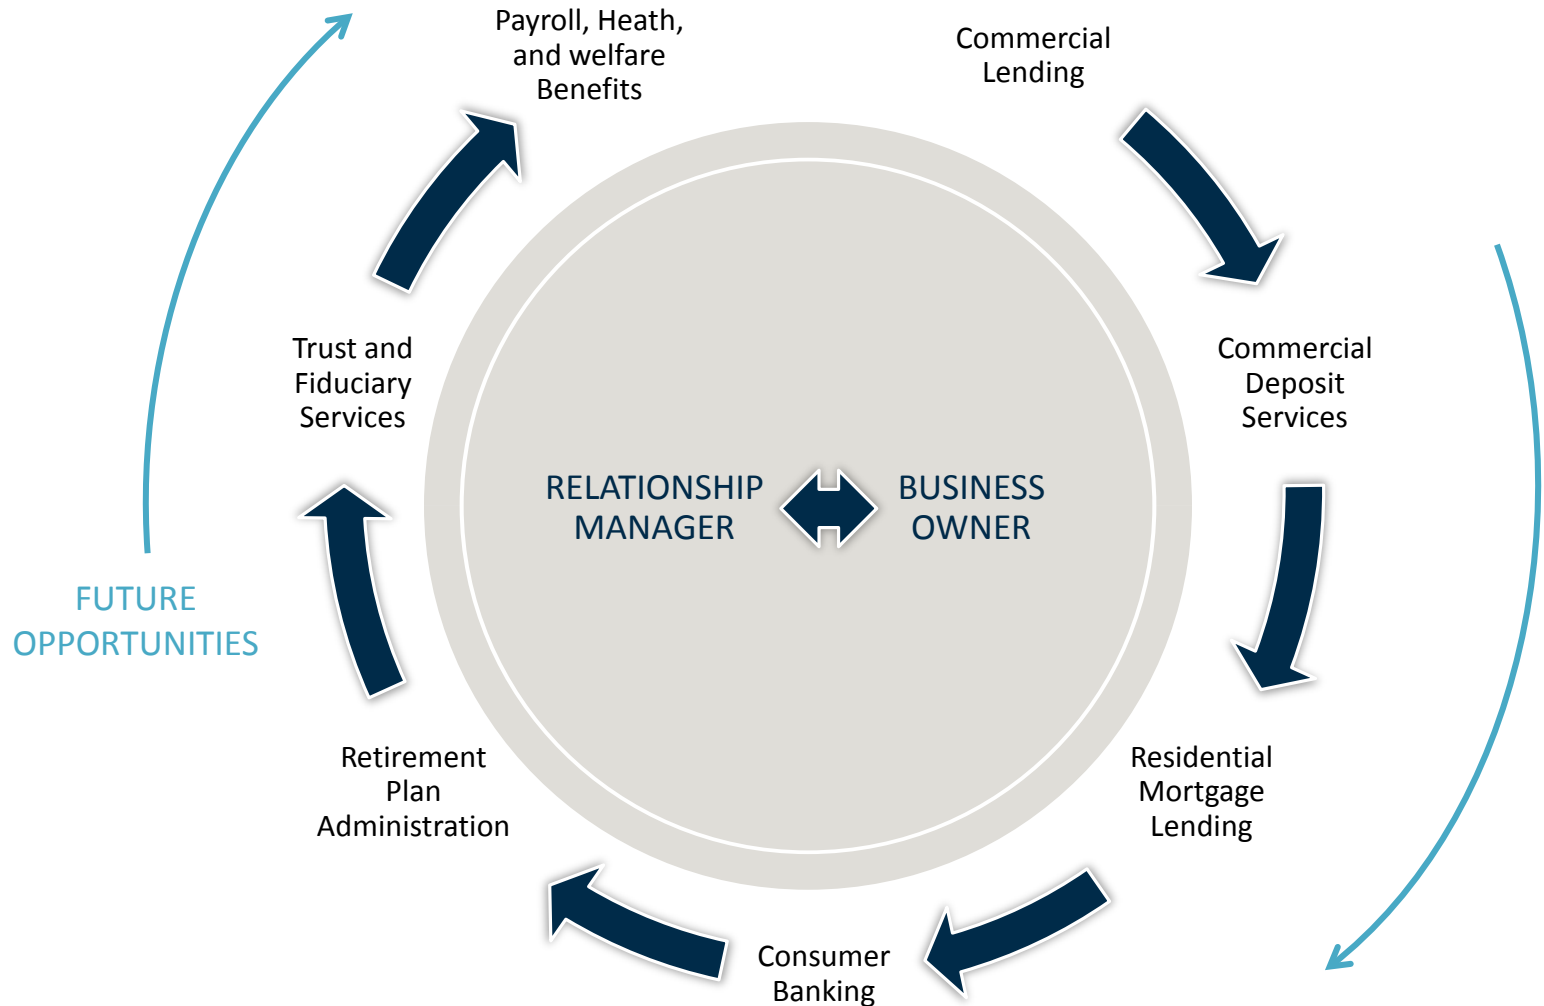 Payroll, Heath,
and welfare
Benefits
Commercial
Lending
Trust and
Fiduciary
Services
Commercial
Deposit
Services
RELATIONSHIP
MANAGER
BUSINESS
OWNER
FUTURE
OPPORTUNITIES
Retirement
Plan
Administration
Residential
Mortgage
Lending
Consumer
Banking